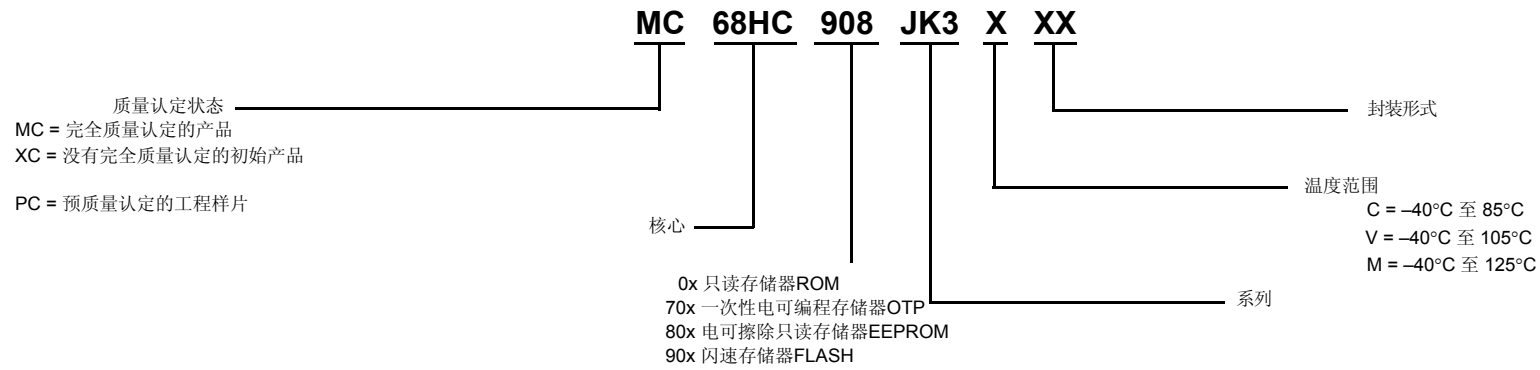 MC 68HC 908 JK3 X XX
质量认定状态
MC = 完全质量认定的产品
XC = 没有完全质量认定的初始产品
PC = 预质量认定的工程样片
核心
0x 只读存储器ROM
70x 一次性电可编程存储器OTP
80x 电可擦除只读存储器EEPROM
90x 闪速存储器FLASH
系列
温度范围
C = –40°C 至 85°C
V = –40°C 至 105°C
M = –40°C 至 125°C
封装形式